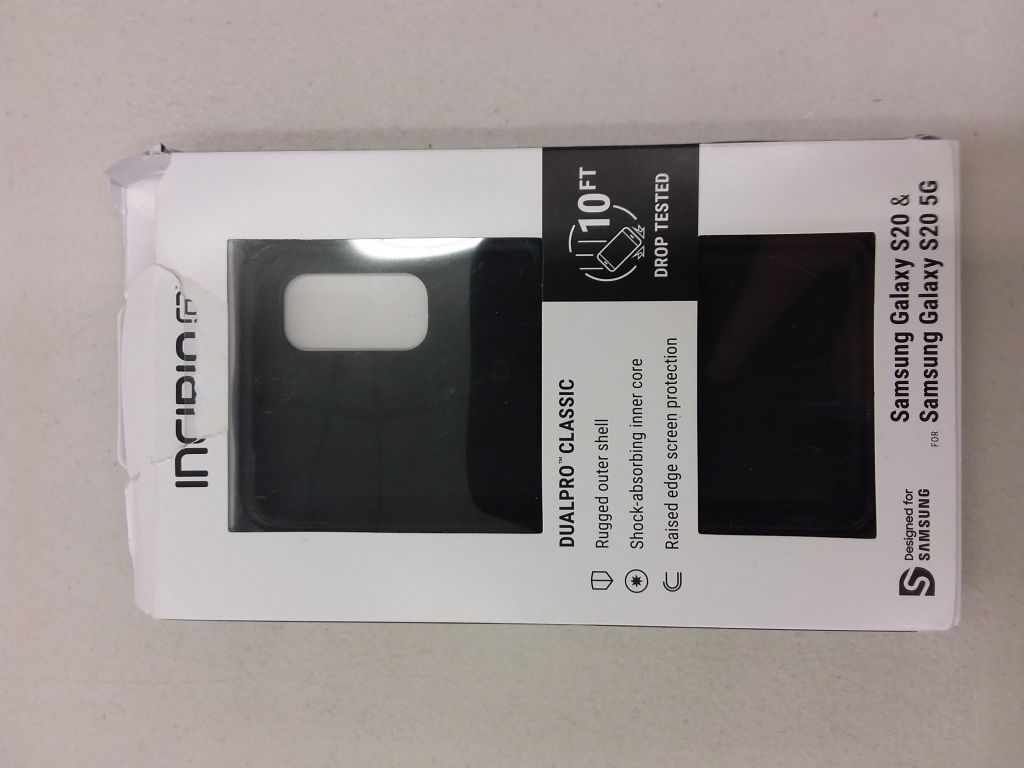 10FT
DROP TESTED
DUALPRO™ CLASSIC
Rugged outer shell
Shock-absorbing inner core
Raised edge screen protection
Designed for
SAMSUNG
Samsung Galaxy S20 &
FOR Samsung Galaxy S20 5G